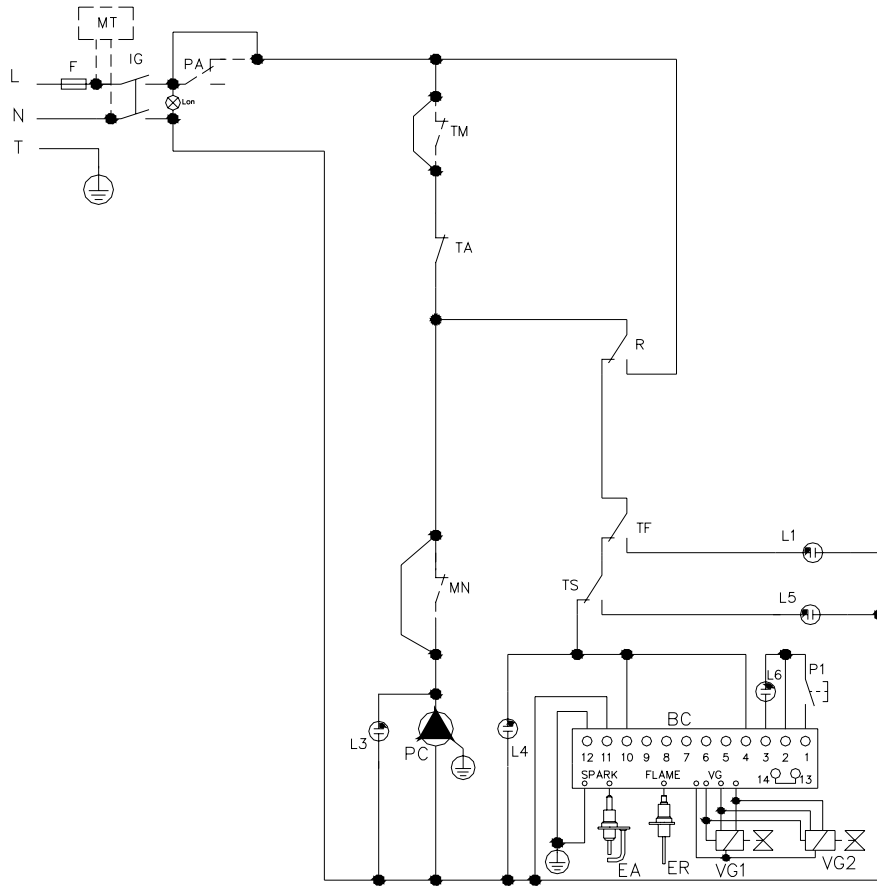 MT
F IG PA
L
Lon
N
T
TM
TA
R
TF
L1
TS
MN
L5
P1
L6
BC
L3
PC
L4
12 11 10 9 8 7 6 5 4 3 2 1
SPARK FLAME VG 14 13
EA ER VG1 VG2